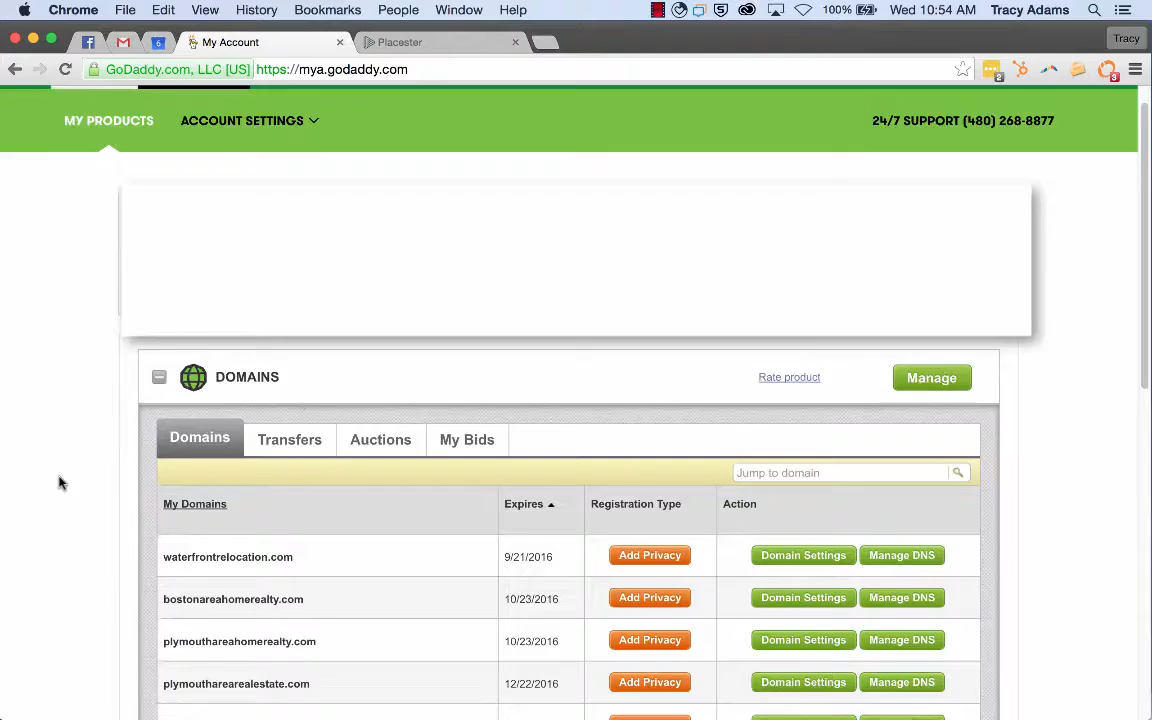 Chrome File Edit View History Bookmarks People Window Help 100% Wed 10:54 AM Tracy Adams
My Account Placester Tracy
GoDaddy.com, LLC [US] https://mya.godaddy.com
MY PRODUCTS ACCOUNT SETTINGS 24/7 SUPPORT (480) 268-8877
DOMAINS Rate product Manage
Domains Transfers Auctions My Bids
Jump to domain
My Domains Expires Registration Type Action
waterfrontrelocation.com 9/21/2016 Add Privacy Domain Settings Manage DNS
bostonareahomerealty.com 10/23/2016 Add Privacy Domain Settings Manage DNS
plymouthareahomerealty.com 10/23/2016 Add Privacy Domain Settings Manage DNS
plymoutharearealestate.com 12/22/2016 Add Privacy Domain Settings Manage DNS